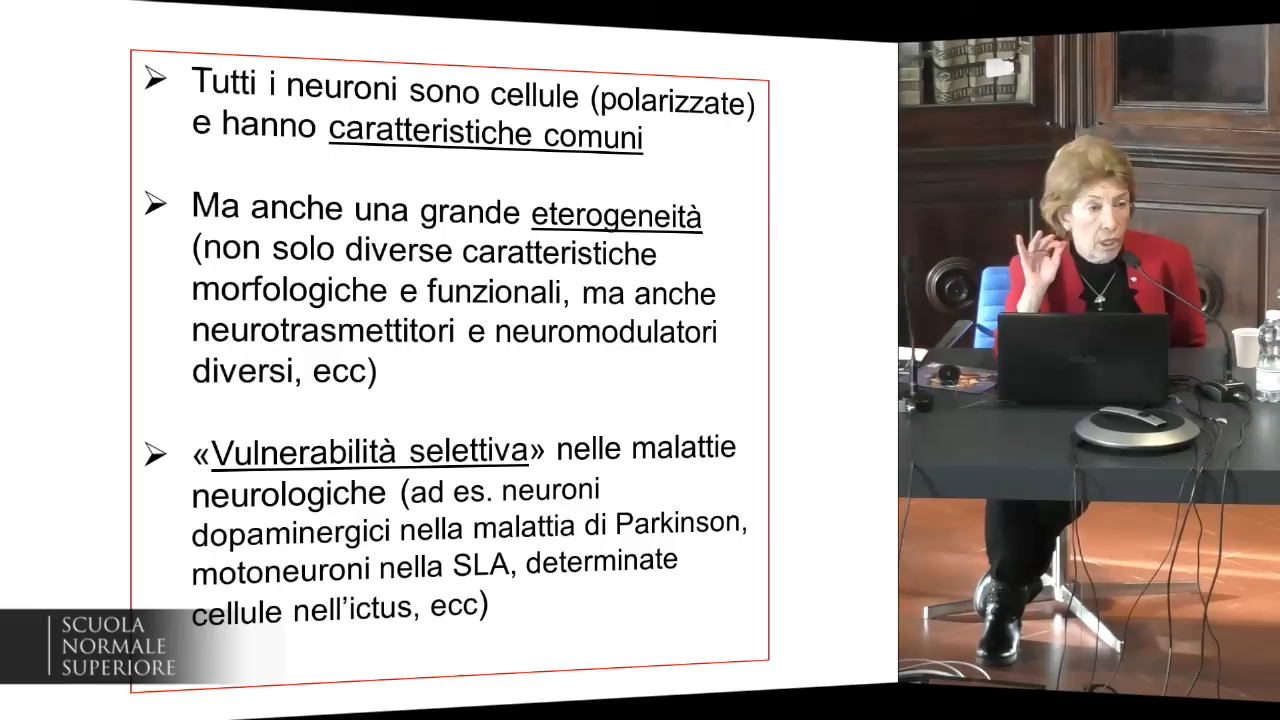 ➢ Tutti i neuroni sono cellule (polarizzate)
e hanno caratteristiche comuni
➢ Ma anche una grande eterogeneità
(non solo diverse caratteristiche
morfologiche e funzionali, ma anche
neurotrasmettitori e neuromodulatori
diversi, ecc)
➢ «Vulnerabilità selettiva» nelle malattie
neurologiche (ad es. neuroni
dopaminergici nella malattia di Parkinson,
motoneuroni nella SLA, determinate
cellule nell’ictus, ecc)
SCUOLA
NORMALE
SUPERIORE